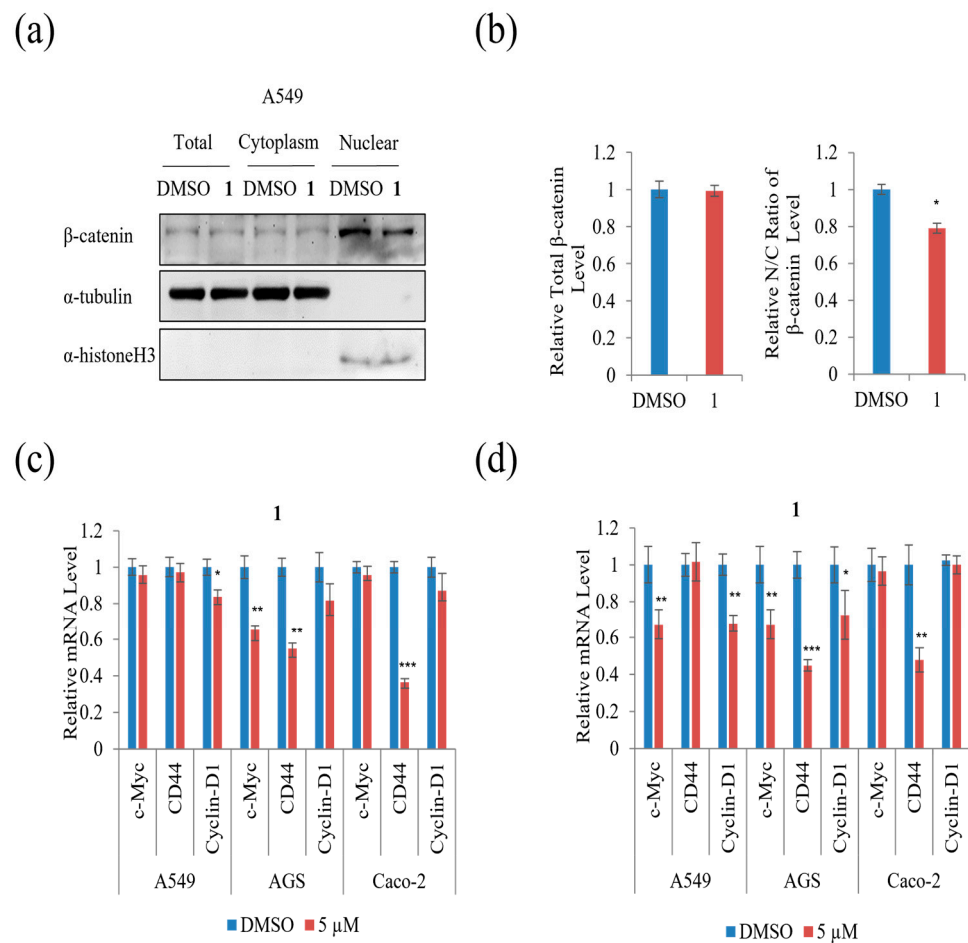 (a)
A549
Total Cytoplasm Nuclear
DMSO 1 DMSO 1 DMSO 1
β-catenin
α-tubulin
α-histoneH3
(b)
Relative Total β-catenin
Level
1.2
1
0.8
0.6
0.4
0.2
0
DMSO 1
Relative N/C Ratio of
β-catenin Level
1.2
1
0.8
0.6
0.4
0.2
0
*
DMSO 1
(c)
1
Relative mRNA Level
1.2
1
0.8
0.6
0.4
0.2
0
* ** ** ***
c-Myc CD44 Cyclin-D1 c-Myc CD44 Cyclin-D1 c-Myc CD44 Cyclin-D1
A549 AGS Caco-2
DMSO 5 μM
(d)
1
Relative mRNA Level
1.2
1
0.8
0.6
0.4
0.2
0
** ** ** *** * **
c-Myc CD44 Cyclin-D1 c-Myc CD44 Cyclin-D1 c-Myc CD44 Cyclin-D1
A549 AGS Caco-2
DMSO 5 μM